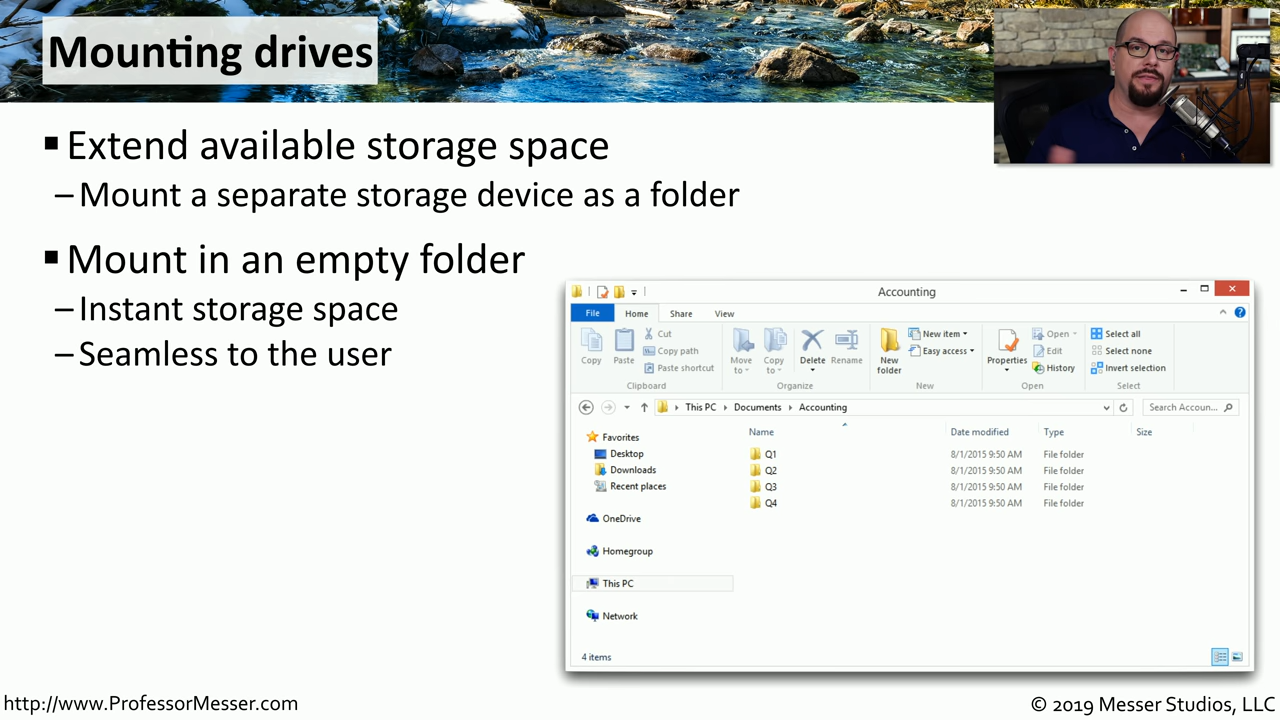 Mounting drives
▪ Extend available storage space
– Mount a separate storage device as a folder
▪ Mount in an empty folder
– Instant storage space
– Seamless to the user
Accounting
File Home Share View
Copy Paste Cut Copy path Paste shortcut
Move to Copy to Delete Rename
New folder New item Easy access
Properties Open Edit History
Select all Select none Invert selection
Clipboard Organize New Open Select
This PC Documents Accounting Search Accoun...
Name Date modified Type Size
Favorites
Desktop
Downloads
Recent places
OneDrive
Homegroup
This PC
Network
Q1 8/1/2015 9:50 AM File folder
Q2 8/1/2015 9:50 AM File folder
Q3 8/1/2015 9:50 AM File folder
Q4 8/1/2015 9:50 AM File folder
4 items
http://www.ProfessorMesser.com
© 2019 Messer Studios, LLC